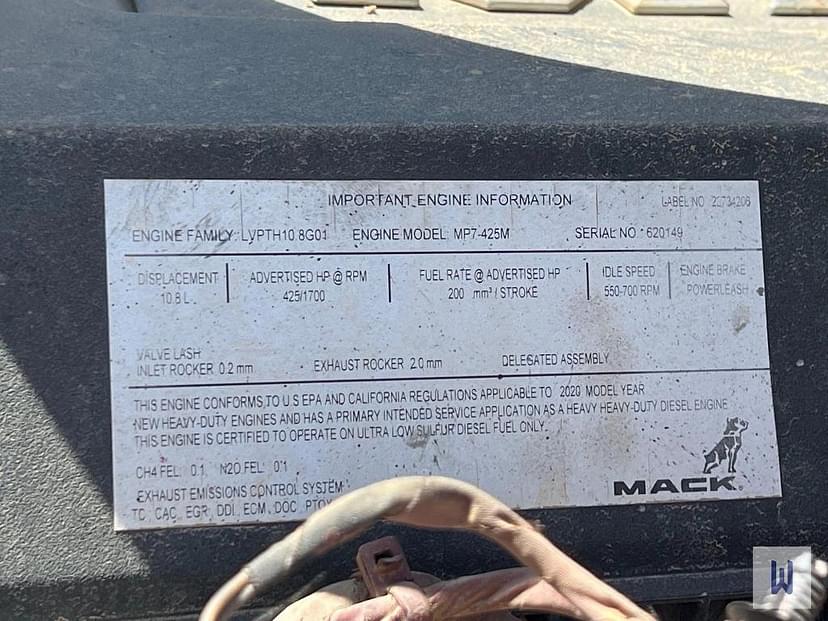 IMPORTANT ENGINE INFORMATION LABEL NO
ENGINE FAMILY: LVPTH10.8G01 ENGINE MODEL: MP7-425M SERIAL NO 620149
DISPLACEMENT ADVERTISED HP @ RPM FUEL RATE @ ADVERTISED HP IDLE SPEED ENGINE BRAKE
10.8 L 425/1700 200 mm³ / STROKE 550-700 RPM POWERLEASH
VALVE LASH
INLET ROCKER 0.2 mm EXHAUST ROCKER 2.0 mm DELEGATED ASSEMBLY
THIS ENGINE CONFORMS TO U S EPA AND CALIFORNIA REGULATIONS APPLICABLE TO 2020 MODEL YEAR
NEW HEAVY-DUTY ENGINES AND HAS A PRIMARY INTENDED SERVICE APPLICATION AS A HEAVY HEAVY-DUTY DIESEL ENGINE
THIS ENGINE IS CERTIFIED TO OPERATE ON ULTRA LOW SULFUR DIESEL FUEL ONLY.
CH4 FEL: 0.1 N2O FEL: 0.1
EXHAUST EMISSIONS CONTROL SYSTEM
TC, CAC, EGR, DDI, ECM, DOC, PTOX
MACK
W